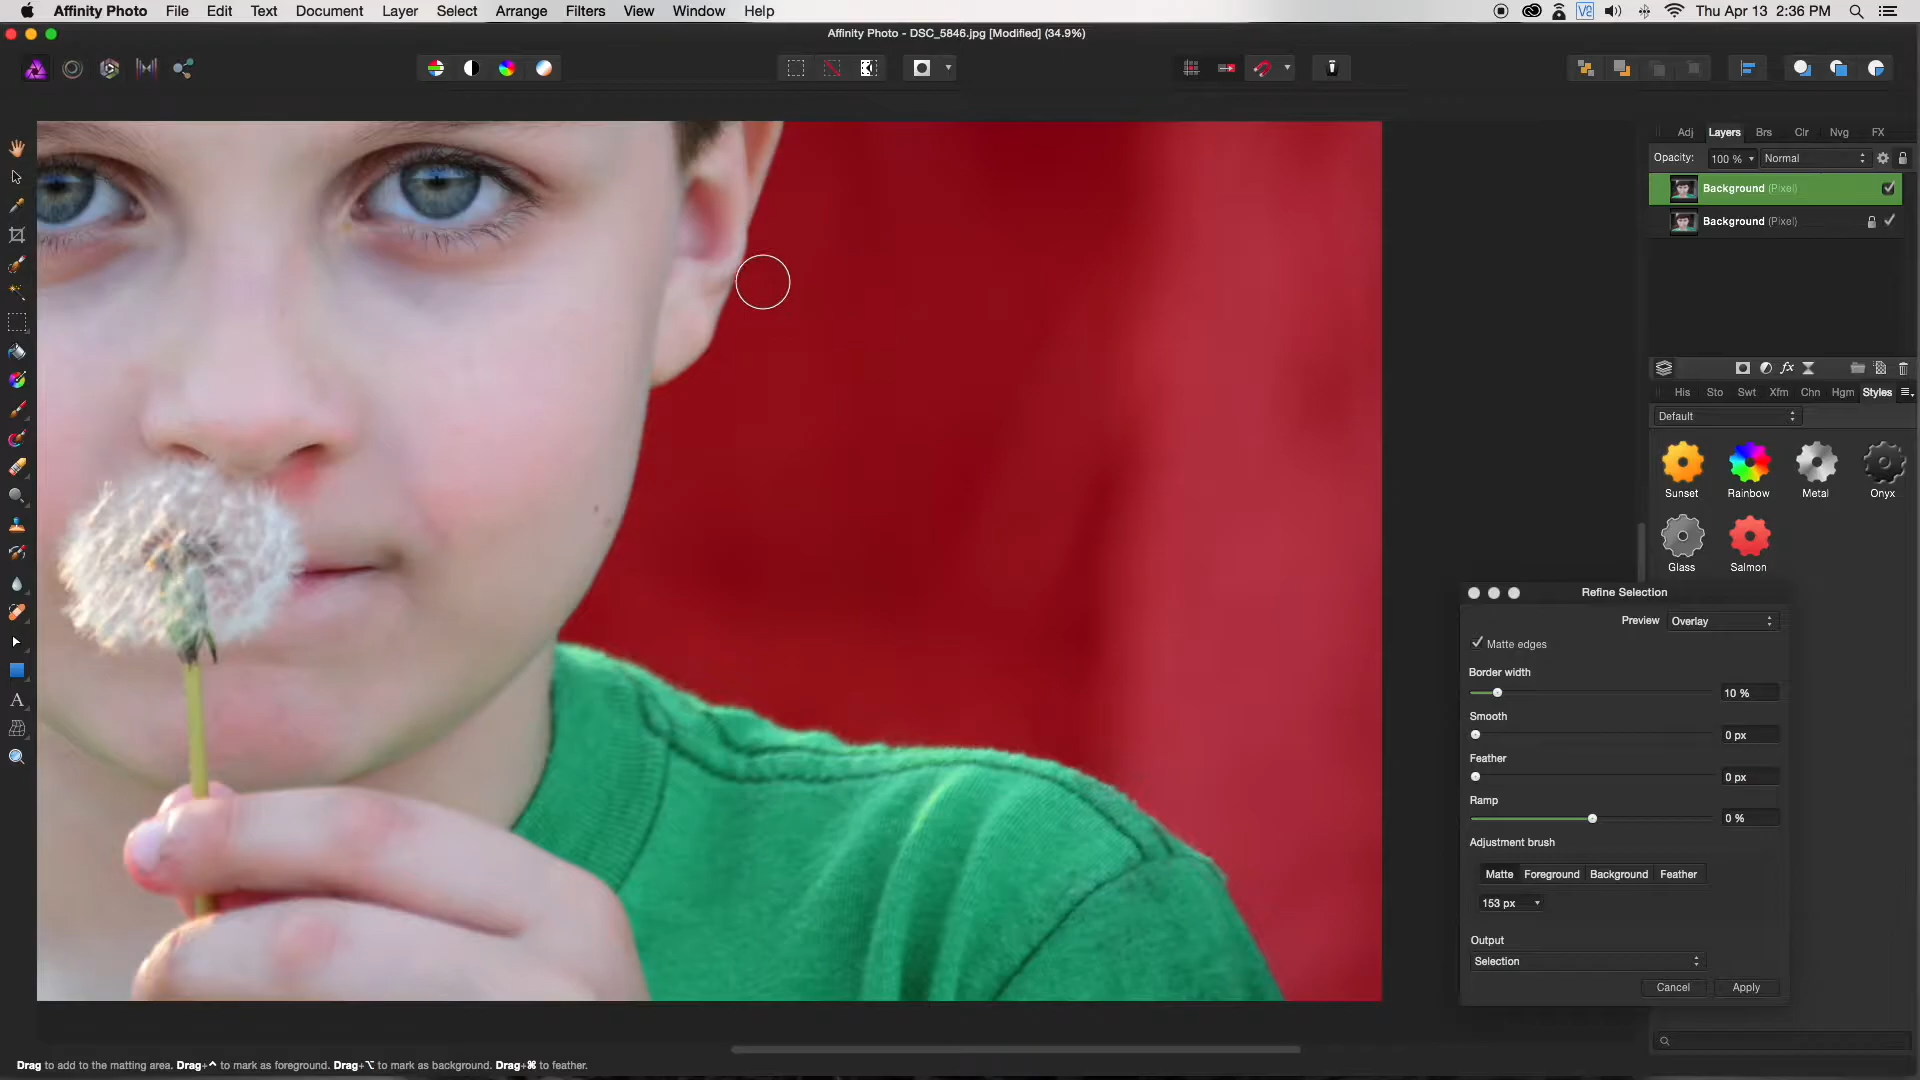 Affinity Photo File Edit Text Document Layer Select Arrange Filters View Window Help
Thu Apr 13 2:36 PM
Affinity Photo - DSC_5846.jpg [Modified] (34.9%)
Adj Layers Brs Clr Nvg FX
Opacity: 100 % Normal
Background (Pixel)
Background (Pixel)
His Sto Swt Xfm Chn Hgm Styles
Default
Sunset Rainbow Metal Onyx
Glass Salmon
Refine Selection
Preview Overlay
Matte edges
Border width
10 %
Smooth
0 px
Feather
0 px
Ramp
0 %
Adjustment brush
Matte Foreground Background Feather
153 px
Output
Selection
Cancel Apply
Drag to add to the matting area. Drag+⌃ to mark as foreground. Drag+⌥ to mark as background. Drag+⌘ to feather.